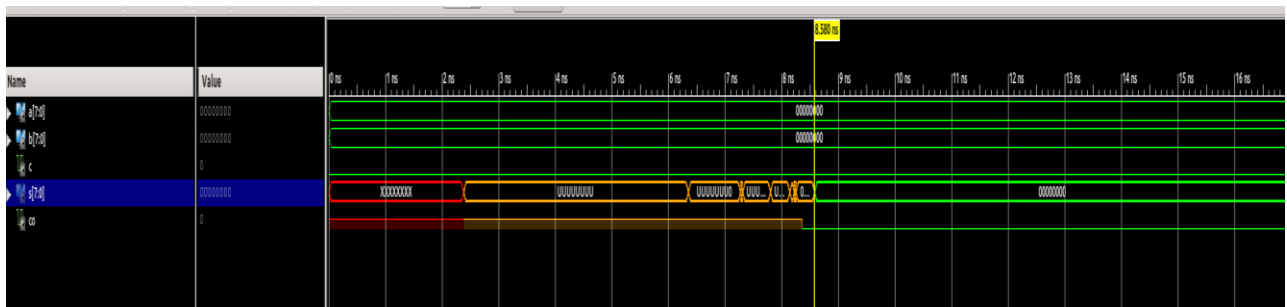 8.580 ns
Name Value 0 ns 1 ns 2 ns 3 ns 4 ns 5 ns 6 ns 7 ns 8 ns 9 ns 10 ns 11 ns 12 ns 13 ns 14 ns 15 ns 16 ns
a[7:0] 00000000 00000000
b[7:0] 00000000 00000000
c 0
s[7:0] 00000000 XXXXXXXX UUUUUUUU UUUUUUU0 UUU... U... 0... 00000000
co 0